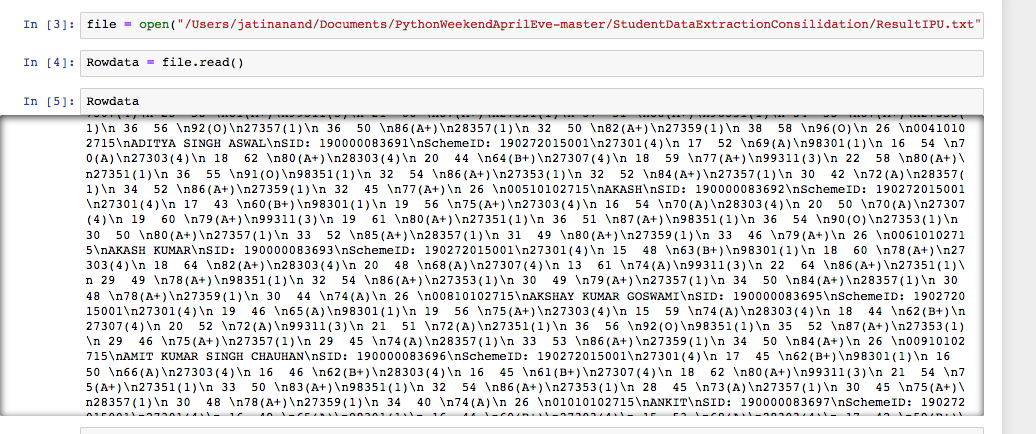 In [3]: file = open("/Users/jatinanand/Documents/PythonWeekendAprilEve-master/StudentDataExtractionConsilidation/ResultIPU.txt"
In [4]: Rowdata = file.read()
In [5]: Rowdata
1)\n 36  56 \n92(O)\n27357(1)\n 36  50 \n86(A+)\n28357(1)\n 32  50 \n82(A+)\n27359(1)\n 38  58 \n96(O)\n 26 \n0041010
2715\nADITYA SINGH ASWAL\nSID: 190000083691\nSchemeID: 190272015001\n27301(4)\n 17  52 \n69(A)\n98301(1)\n 16  54 \n7
0(A)\n27303(4)\n 18  62 \n80(A+)\n28303(4)\n 20  44 \n64(B+)\n27307(4)\n 18  59 \n77(A+)\n99311(3)\n 22  58 \n80(A+)\
n27351(1)\n 36  55 \n91(O)\n98351(1)\n 32  54 \n86(A+)\n27353(1)\n 32  52 \n84(A+)\n27357(1)\n 30  42 \n72(A)\n28357(
1)\n 34  52 \n86(A+)\n27359(1)\n 32  45 \n77(A+)\n 26 \n00510102715\nAKASH\nSID: 190000083692\nSchemeID: 190272015001
\n27301(4)\n 17  43 \n60(B+)\n98301(1)\n 19  56 \n75(A+)\n27303(4)\n 16  54 \n70(A)\n28303(4)\n 20  50 \n70(A)\n27307
(4)\n 19  60 \n79(A+)\n99311(3)\n 19  61 \n80(A+)\n27351(1)\n 36  51 \n87(A+)\n98351(1)\n 36  54 \n90(O)\n27353(1)\n
30  50 \n80(A+)\n27357(1)\n 33  52 \n85(A+)\n28357(1)\n 31  49 \n80(A+)\n27359(1)\n 33  46 \n79(A+)\n 26 \n0061010271
5\nAKASH KUMAR\nSID: 190000083693\nSchemeID: 190272015001\n27301(4)\n 15  48 \n63(B+)\n98301(1)\n 18  60 \n78(A+)\n27
303(4)\n 18  64 \n82(A+)\n28303(4)\n 20  48 \n68(A)\n27307(4)\n 13  61 \n74(A)\n99311(3)\n 22  64 \n86(A+)\n27351(1)\
n 29  49 \n78(A+)\n98351(1)\n 32  54 \n86(A+)\n27353(1)\n 30  49 \n79(A+)\n27357(1)\n 34  50 \n84(A+)\n28357(1)\n 30
48 \n78(A+)\n27359(1)\n 30  44 \n74(A)\n 26 \n00810102715\nAKSHAY KUMAR GOSWAMI\nSID: 190000083695\nSchemeID: 1902720
15001\n27301(4)\n 19  46 \n65(A)\n98301(1)\n 19  56 \n75(A+)\n27303(4)\n 15  59 \n74(A)\n28303(4)\n 18  44 \n62(B+)\n
27307(4)\n 20  52 \n72(A)\n99311(3)\n 21  51 \n72(A)\n27351(1)\n 36  56 \n92(O)\n98351(1)\n 35  52 \n87(A+)\n27353(1)
\n 29  46 \n75(A+)\n27357(1)\n 29  45 \n74(A)\n28357(1)\n 33  53 \n86(A+)\n27359(1)\n 34  50 \n84(A+)\n 26 \n00910102
715\nAMIT KUMAR SINGH CHAUHAN\nSID: 190000083696\nSchemeID: 190272015001\n27301(4)\n 17  45 \n62(B+)\n98301(1)\n 16
50 \n66(A)\n27303(4)\n 16  46 \n62(B+)\n28303(4)\n 16  45 \n61(B+)\n27307(4)\n 18  62 \n80(A+)\n99311(3)\n 21  54 \n7
5(A+)\n27351(1)\n 33  50 \n83(A+)\n98351(1)\n 32  54 \n86(A+)\n27353(1)\n 28  45 \n73(A)\n27357(1)\n 30  45 \n75(A+)\
n28357(1)\n 30  48 \n78(A+)\n27359(1)\n 34  40 \n74(A)\n 26 \n01010102715\nANKIT\nSID: 190000083697\nSchemeID: 190272